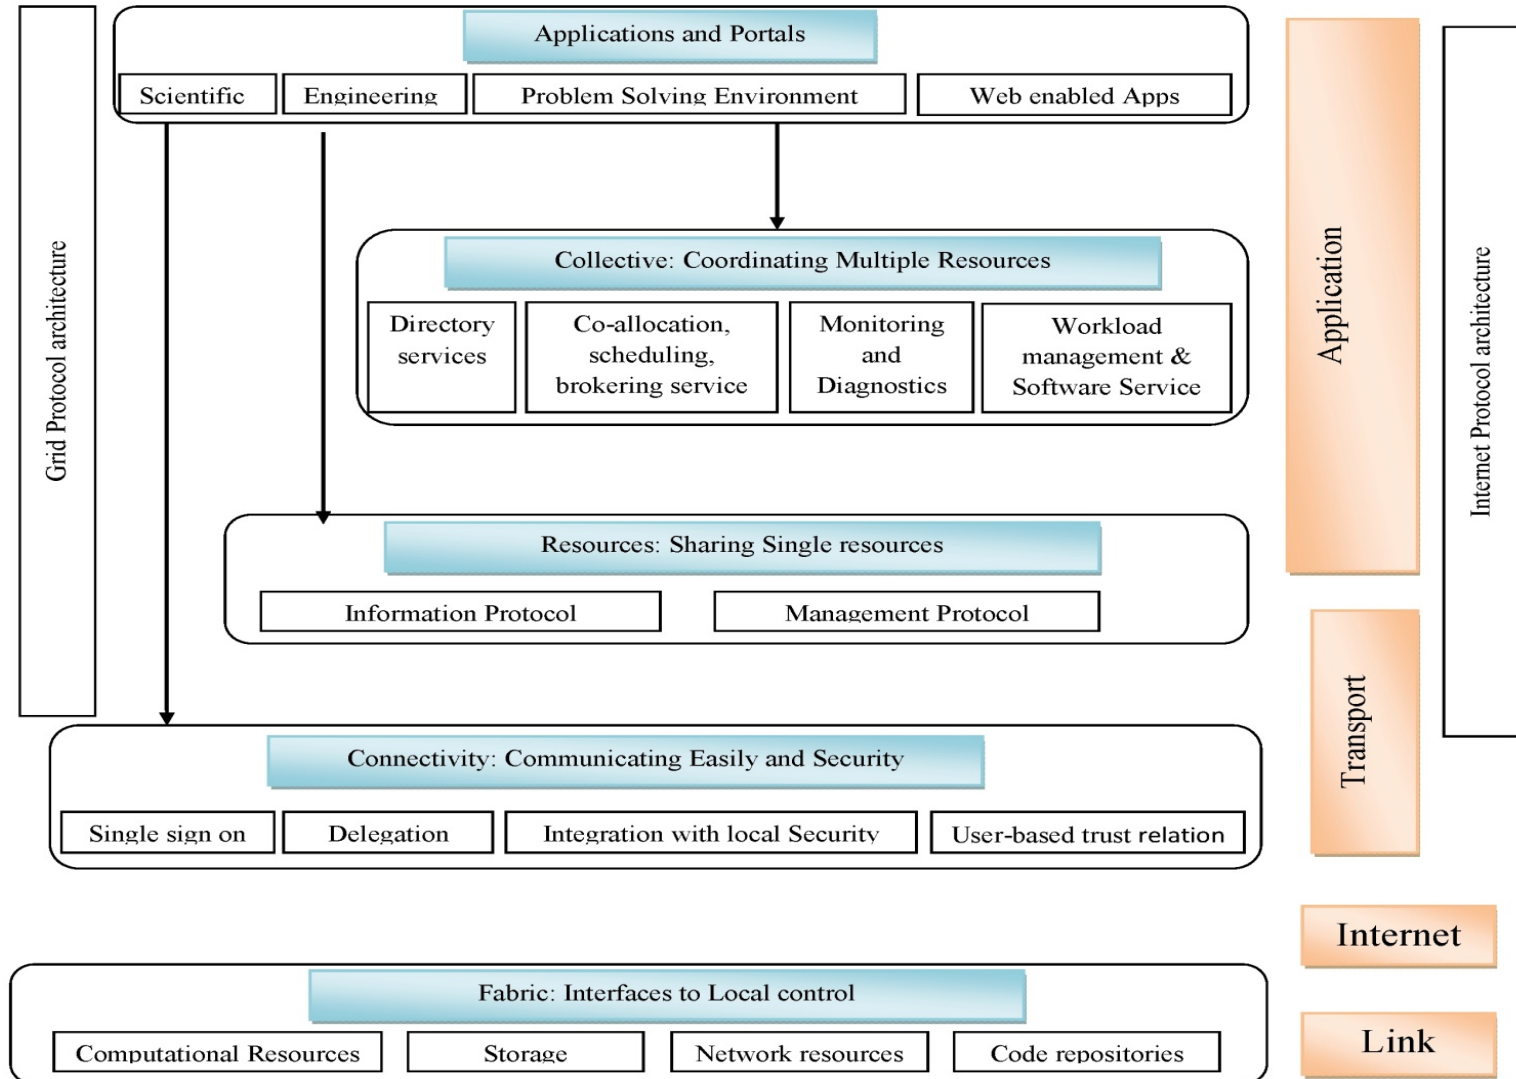 Applications and Portals
Scientific
Engineering
Problem Solving Environment
Web enabled Apps
Grid Protocol architecture
Collective: Coordinating Multiple Resources
Directory
services
Co-allocation,
scheduling,
brokering service
Monitoring
and
Diagnostics
Workload
management &
Software Service
Resources: Sharing Single resources
Information Protocol
Management Protocol
Connectivity: Communicating Easily and Security
Single sign on
Delegation
Integration with local Security
User-based trust relation
Fabric: Interfaces to Local control
Computational Resources
Storage
Network resources
Code repositories
Application
Transport
Internet
Link
Internet Protocol architecture